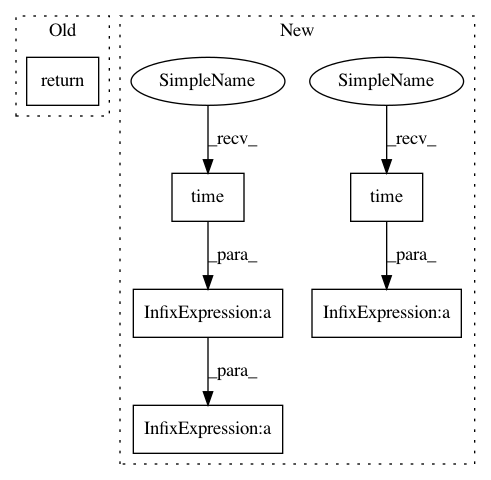 Old
New
return
SimpleName
SimpleName
_recv_
_recv_
time
time
_para_
_para_
InfixExpression:a
InfixExpression:a
_para_
InfixExpression:a